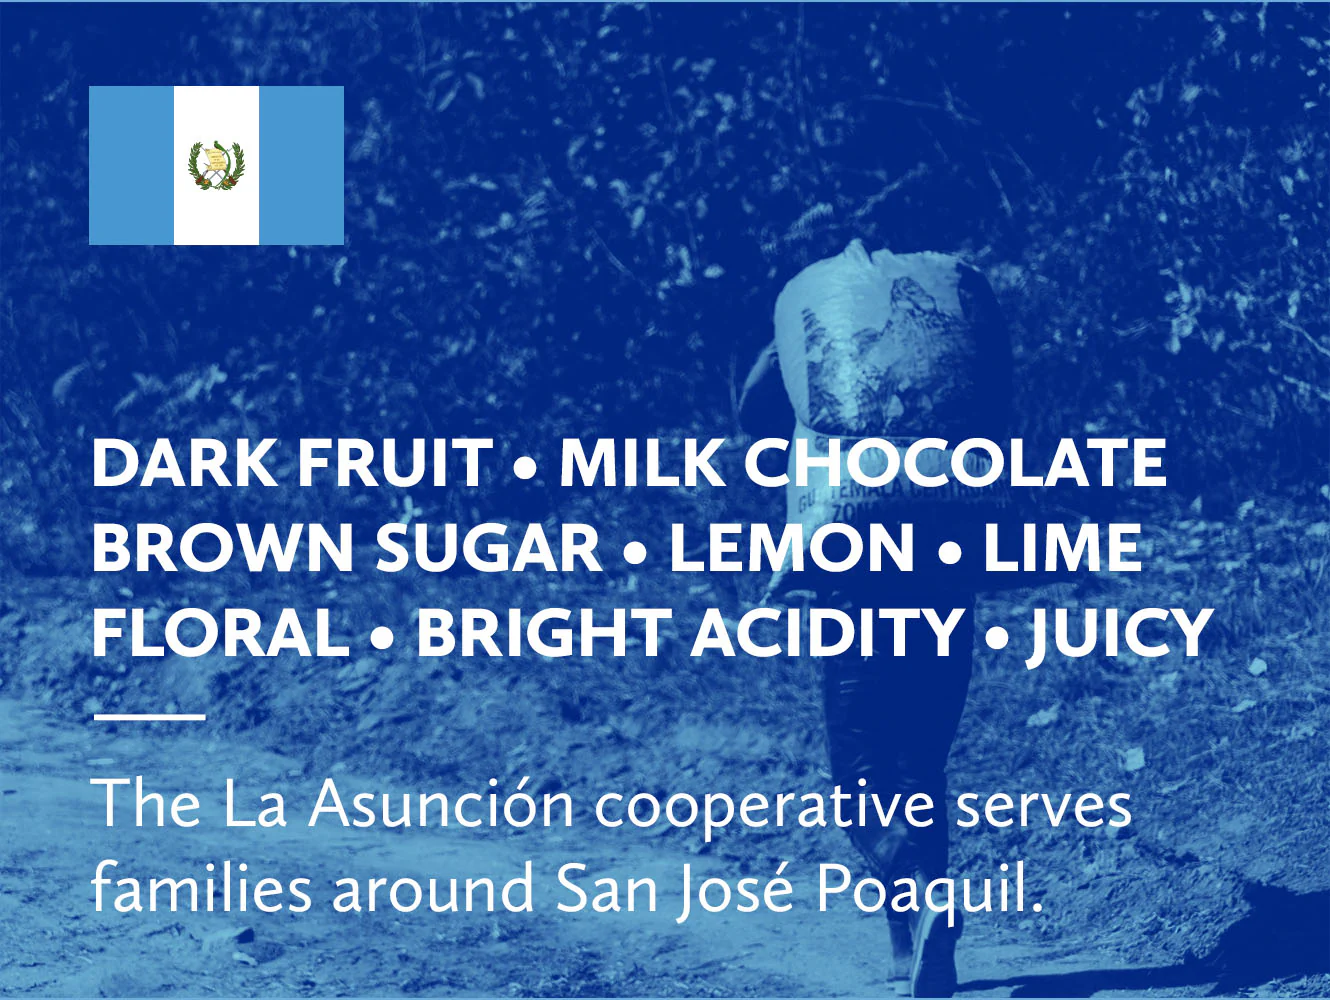 DARK FRUIT • MILK CHOCOLATE
BROWN SUGAR • LEMON • LIME
FLORAL • BRIGHT ACIDITY • JUICY
The La Asunción cooperative serves
families around San José Poaquil.